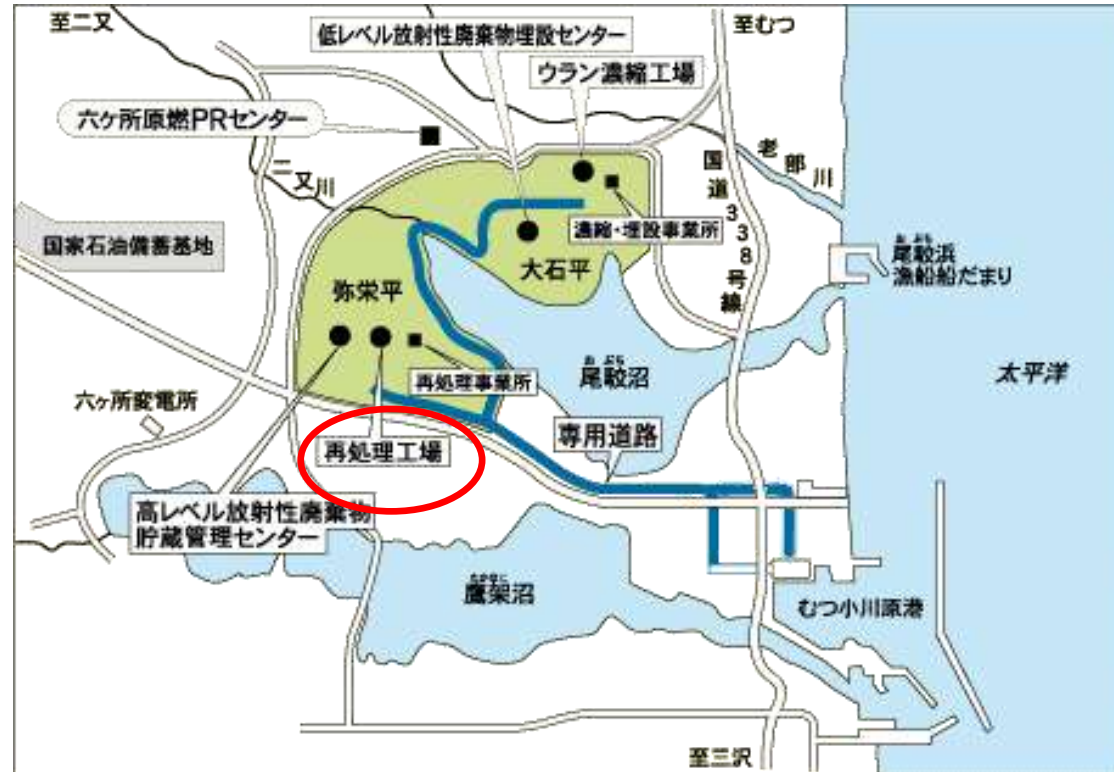 至二又
低レベル放射性廃棄物埋設センター
至むつ
ウラン濃縮工場
六ヶ所原燃PRセンター
二又川
老部川
国道338号線
国家石油備蓄基地
濃縮・埋設事業所
おぶち
尾駮浜
漁船船だまり
大石平
弥栄平
おぶち
尾駮沼
太平洋
再処理事業所
六ヶ所変電所
専用道路
再処理工場
高レベル放射性廃棄物
貯蔵管理センター
鷹架沼
むつ小川原港
至三沢